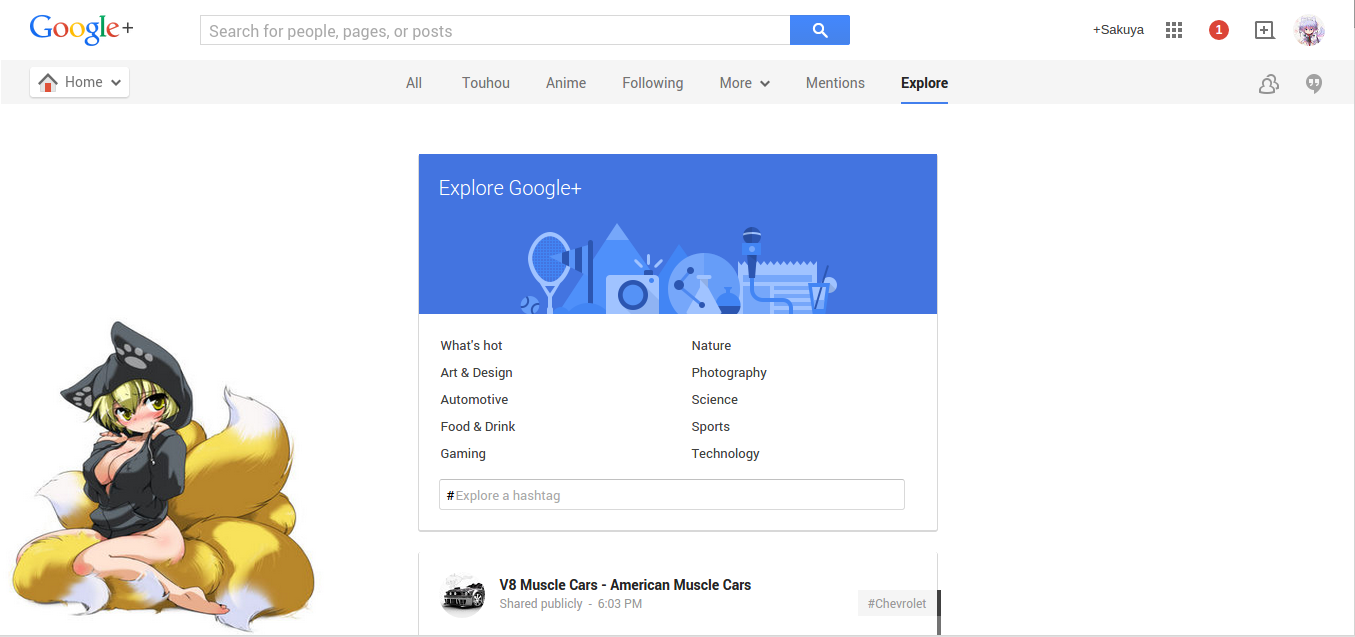 Google+
Search for people, pages, or posts
+Sakuya
1
Home
All Touhou Anime Following More Mentions Explore
Explore Google+
What's hot
Nature
Art & Design
Photography
Automotive
Science
Food & Drink
Sports
Gaming
Technology
#Explore a hashtag
V8 Muscle Cars - American Muscle Cars
Shared publicly - 6:03 PM
#Chevrolet